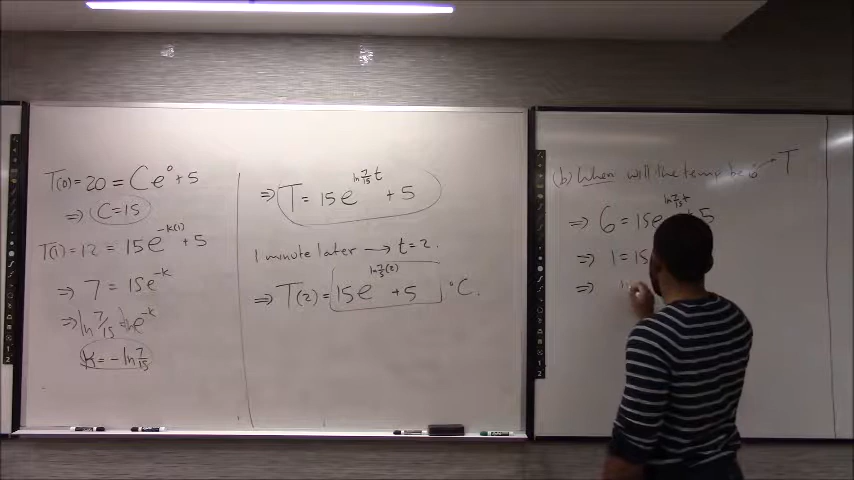 T(0)=20 = Ce⁰ + 5
⇒ C=15
T(1)=12 = 15e^{-k(1)} + 5
⇒ 7 = 15e^{-k}
⇒ ln 7/15 = e^{-k}
k = -ln 7/15
⇒ T = 15e^{ln 7/15 t} + 5
1 minute later → t=2.
⇒ T(2) = 15e^{ln 7/15 (2)} + 5 °C.
(b) When will the temp be 6° → T
⇒ 6 = 15e^{ln 7/15 t} + 5
⇒ 1 = 15
⇒